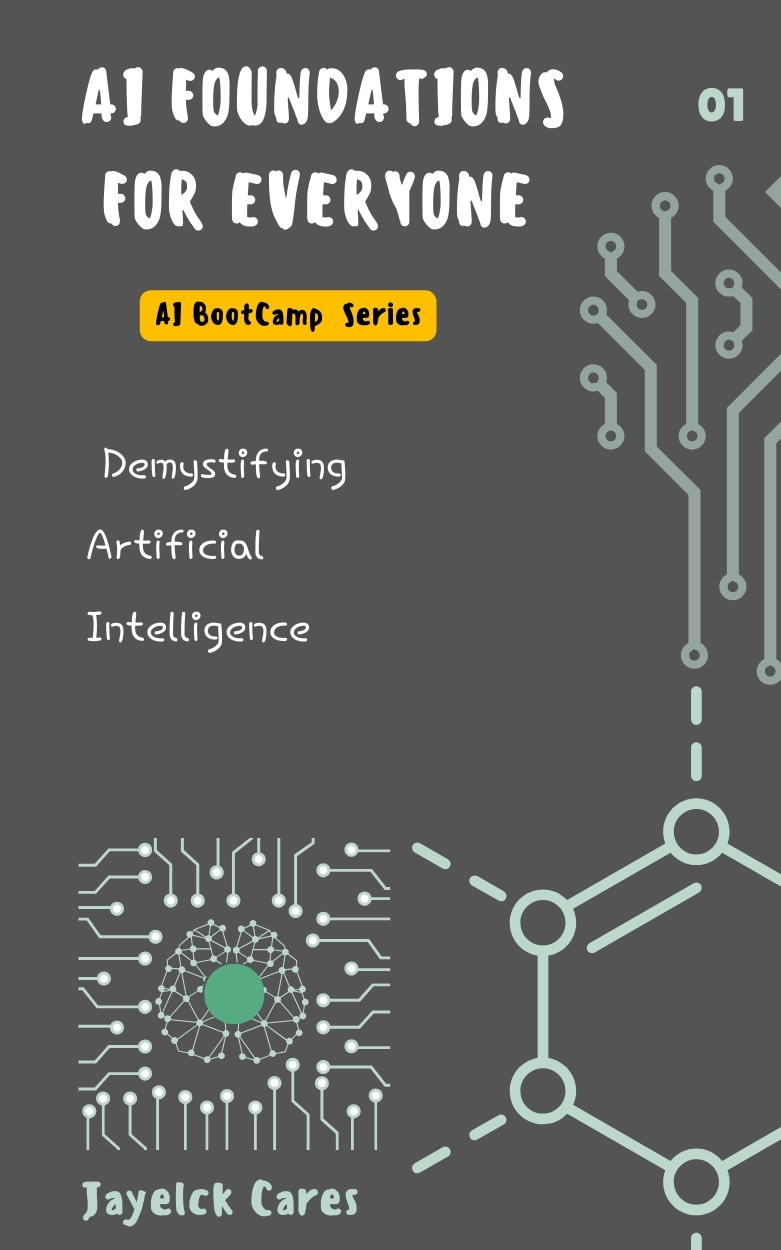 AI FOUNDATIONS
01
FOR EVERYONE
AI BootCamp Series
Demystifying
Artificial
Intelligence
Jayelck Cares